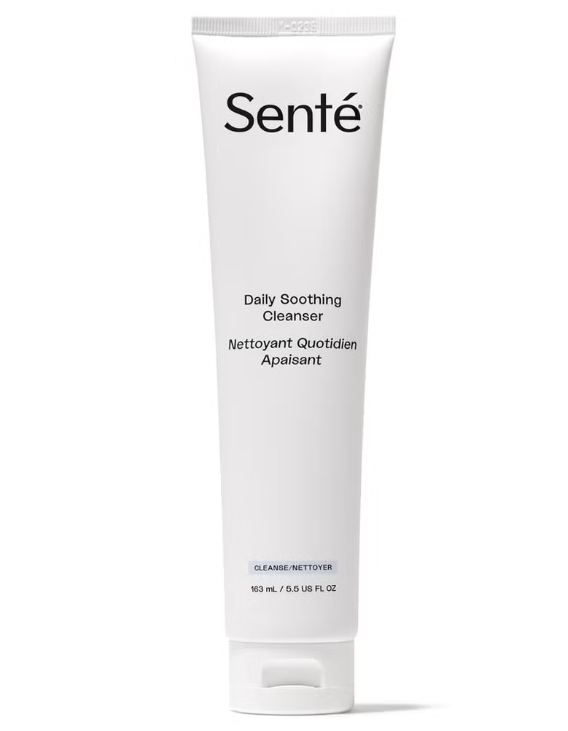 Senté
Daily Soothing
Cleanser
Nettoyant Quotidien
Apaisant
CLEANSE/NETTOYER
163 mL / 5.5 US FL OZ